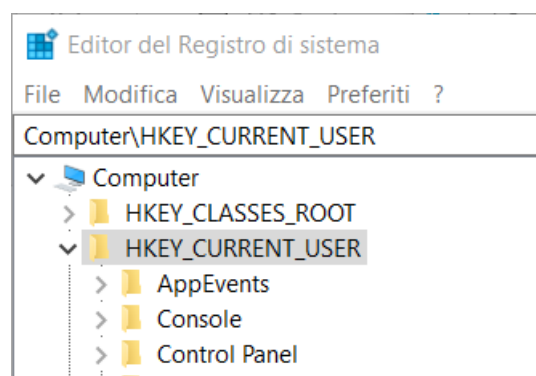 Editor del Registro di sistema
File Modifica Visualizza Preferiti ?
Computer\HKEY_CURRENT_USER
Computer
HKEY_CLASSES_ROOT
HKEY_CURRENT_USER
AppEvents
Console
Control Panel